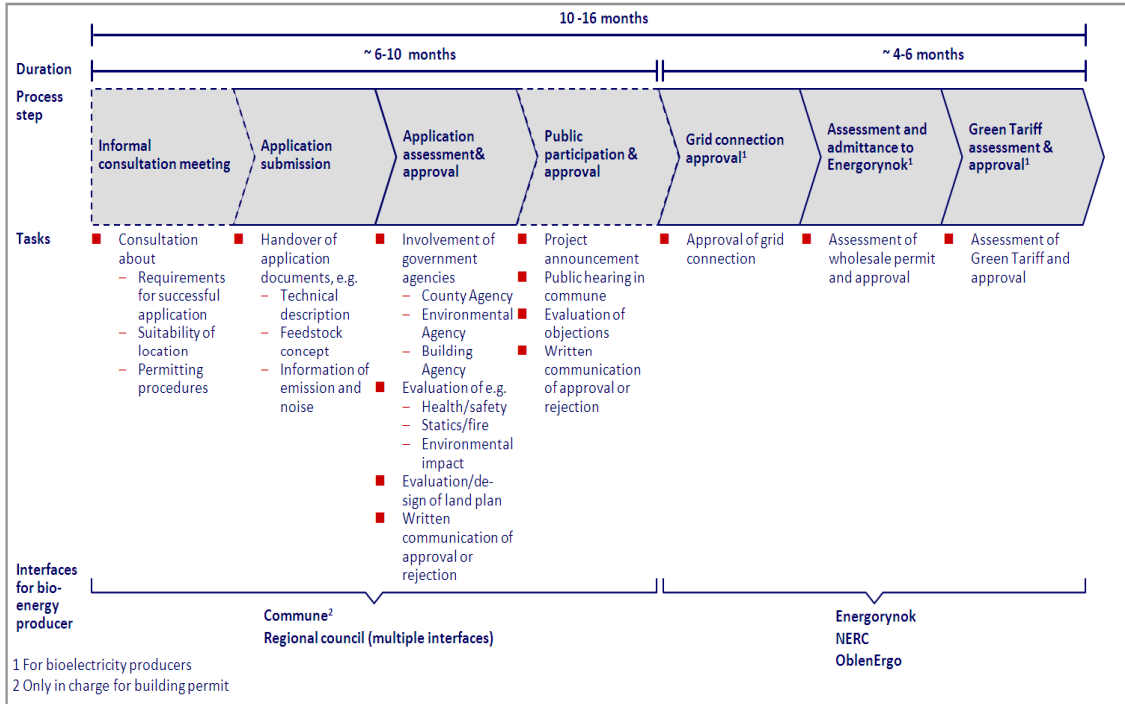 10 -16 months
~ 6-10 months
~ 4-6 months
Duration
Process
step
Informal
consultation meeting
Application
submission
Application
assessment&
approval
Public
participation &
approval
Grid connection
approval1
Assessment and
admittance to
Energorynok1
Green Tariff
assessment &
approval1
Tasks
Consultation
about
– Requirements
for successful
application
– Suitability of
location
– Permitting
procedures
Handover of
application
documents, e.g.
– Technical
description
– Feedstock
concept
– Information of
emission and
noise
Involvement of
government
agencies
– County Agency
– Environmental
Agency
– Building
Agency
Evaluation of e.g.
– Health/safety
– Statics/fire
– Environmental
impact
Evaluation/de-
sign of land plan
Written
communication of
approval or
rejection
Project
announcement
Public hearing in
commune
Evaluation of
objections
Written
communication
of approval or
rejection
Approval of grid
connection
Assessment of
wholesale permit
and approval
Assessment of
Green Tariff and
approval
Interfaces
for bio-
energy
producer
Commune2
Regional council (multiple interfaces)
Energorynok
NERC
OblenErgo
1 For bioelectricity producers
2 Only in charge for building permit